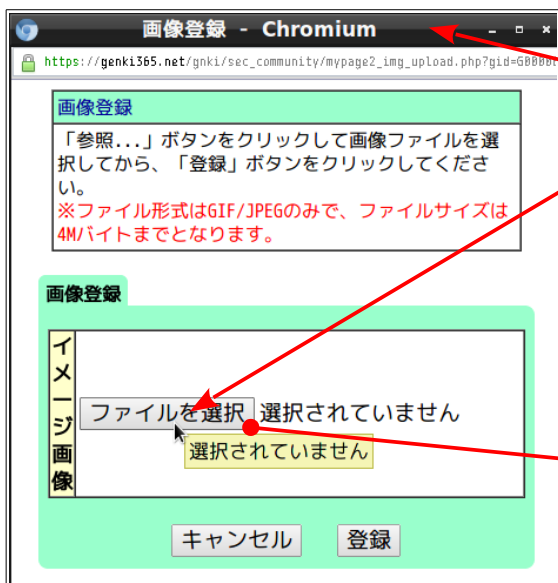 画像登録 - Chromium
https://genki365.net/gnki/sec_community/mypage2_img_upload.php?gid=G0000
画像登録
「参照...」ボタンをクリックして画像ファイルを選
択してから、「登録」ボタンをクリックしてくださ
い。
※ファイル形式はGIF/JPEGのみで、ファイルサイズは
4Mバイトまでとなります。
画像登録
イメージ画像
ファイルを選択 選択されていません
選択されていません
キャンセル 登録